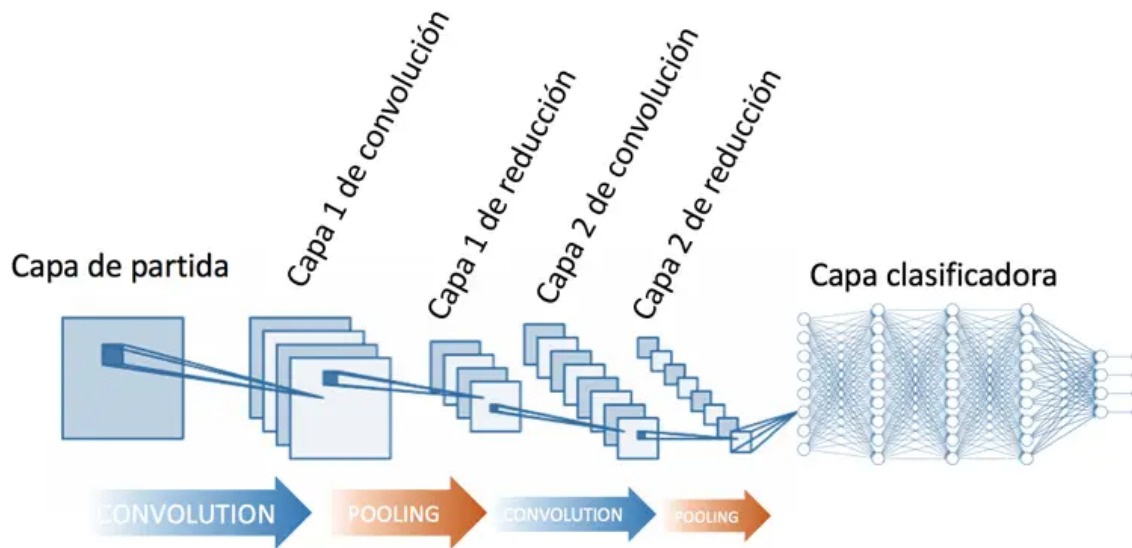 Capa de partida
Capa 1 de convolución
Capa 1 de reducción
Capa 2 de convolución
Capa 2 de reducción
Capa clasificadora
CONVOLUTION
POOLING
CONVOLUTION
POOLING